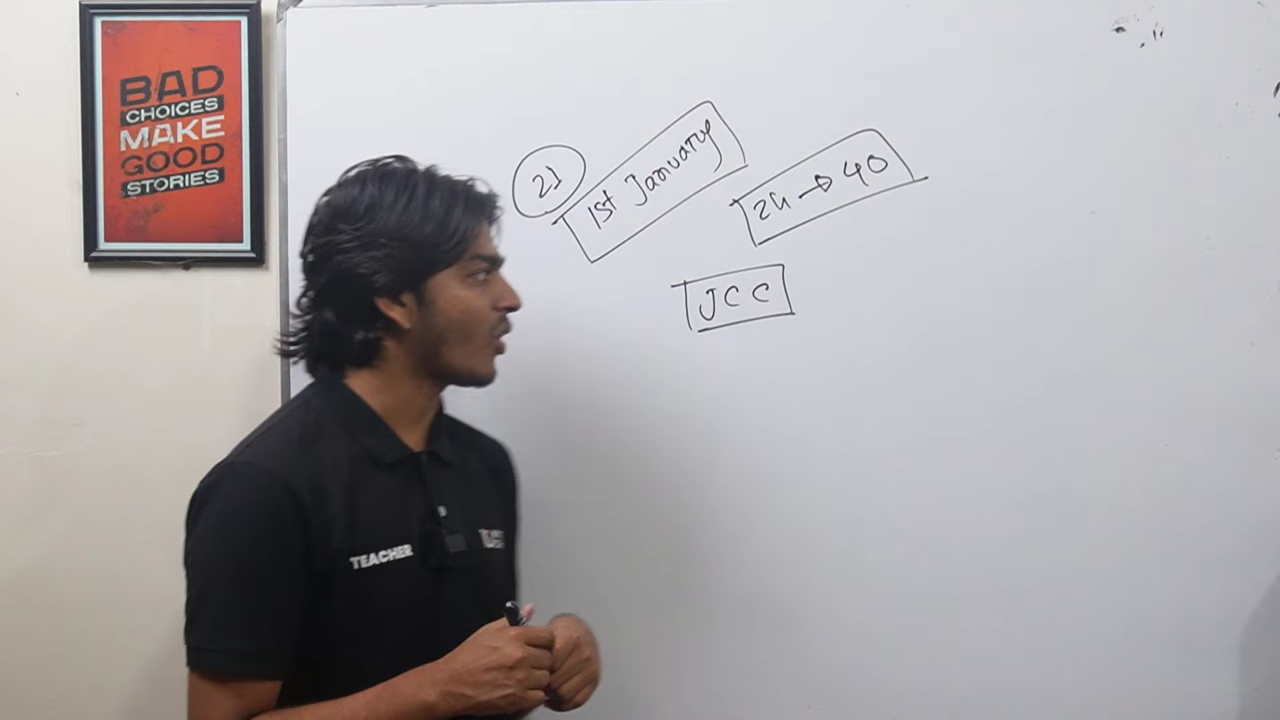 BAD
CHOICES
MAKE
GOOD
STORIES
21
1st January
24 → 40
JCC
TEACHER